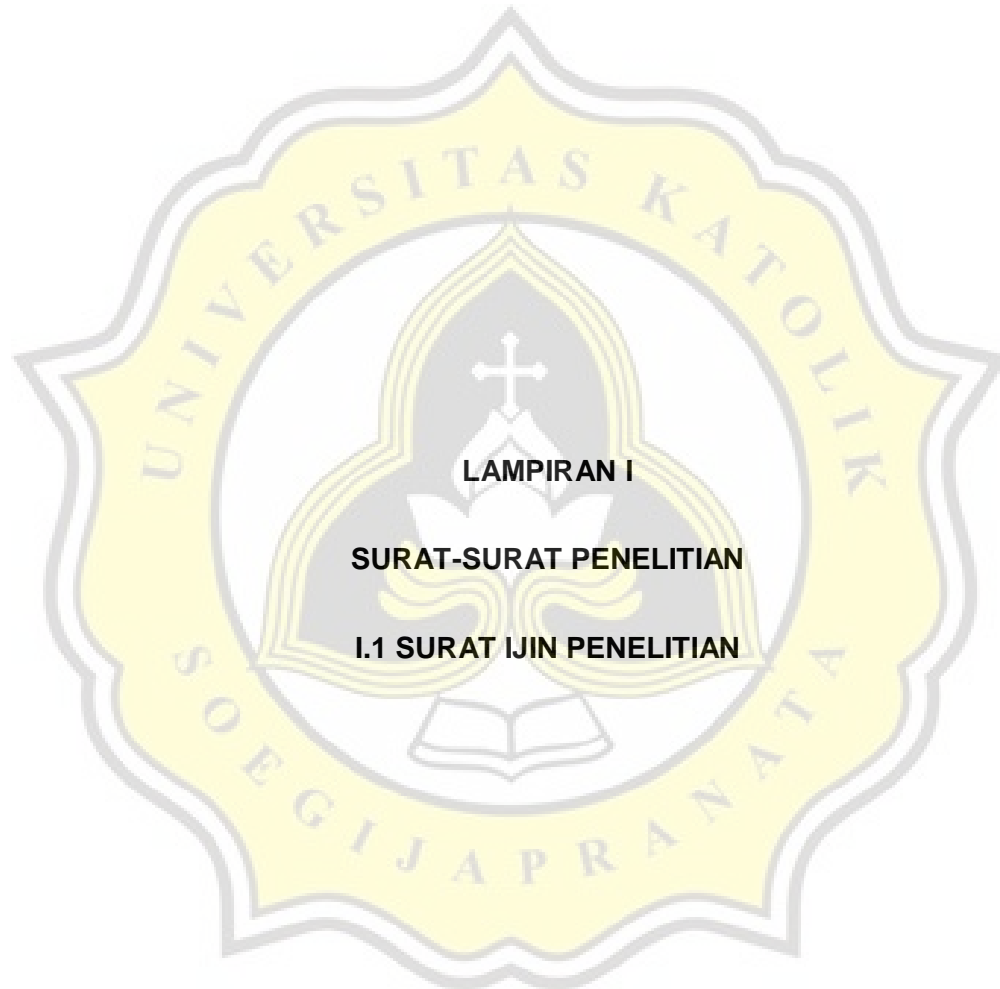 UNIVERSITAS KATOLIK
LAMPIRAN I
SURAT-SURAT PENELITIAN
I.1 SURAT IJIN PENELITIAN
SOEGIJAPRANATA